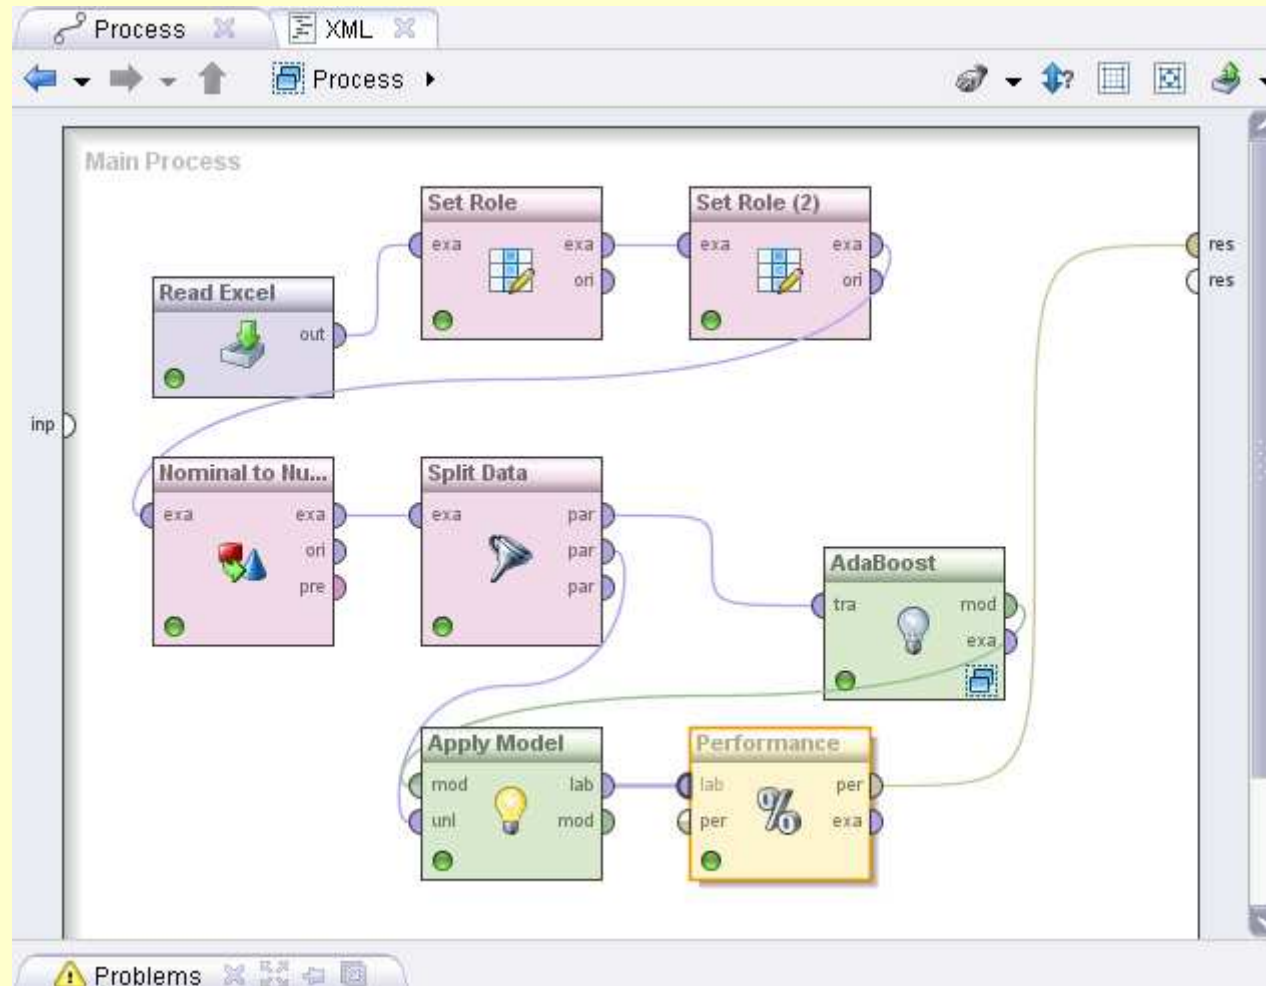 Process
XML
Process
Main Process
Set Role
exa exa
ori
Set Role (2)
exa exa
ori
res
res
Read Excel
out
inp
Nominal to Nu...
exa exa
ori
pre
Split Data
exa par
par
par
AdaBoost
tra mod
exa
Apply Model
mod lab
unl mod
Performance
lab per
per exa
%
Problems